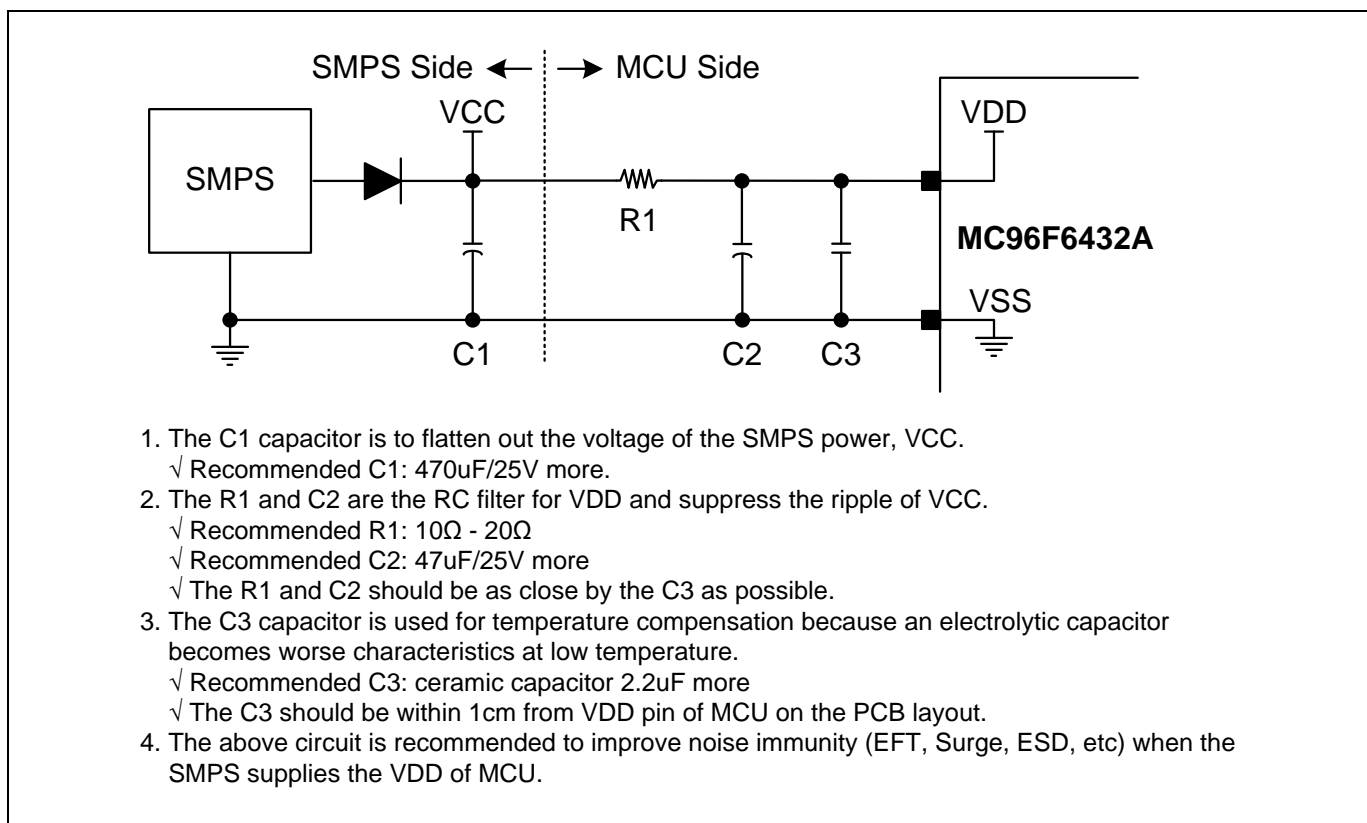 SMPS Side
MCU Side
VCC
VDD
SMPS
R1
MC96F6432A
VSS
C1
C2
C3
1. The C1 capacitor is to flatten out the voltage of the SMPS power, VCC.
√ Recommended C1: 470uF/25V more.
2. The R1 and C2 are the RC filter for VDD and suppress the ripple of VCC.
√ Recommended R1: 10Ω - 20Ω
√ Recommended C2: 47uF/25V more
√ The R1 and C2 should be as close by the C3 as possible.
3. The C3 capacitor is used for temperature compensation because an electrolytic capacitor
becomes worse characteristics at low temperature.
√ Recommended C3: ceramic capacitor 2.2uF more
√ The C3 should be within 1cm from VDD pin of MCU on the PCB layout.
4. The above circuit is recommended to improve noise immunity (EFT, Surge, ESD, etc) when the
SMPS supplies the VDD of MCU.